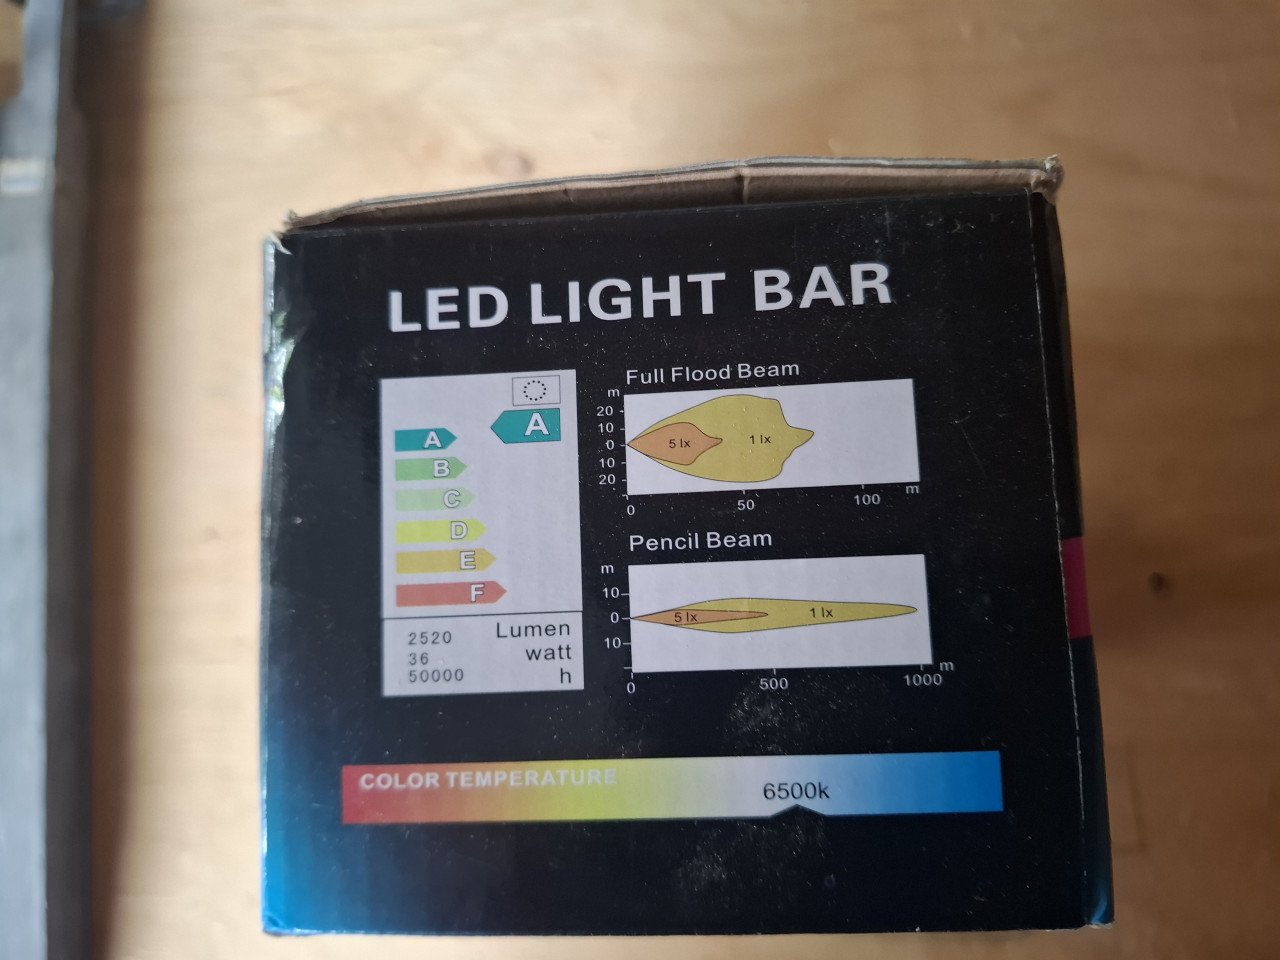 LED LIGHT BAR
A
A
B
C
D
E
F
2520 Lumen
36 watt
50000 h
Full Flood Beam
m
20
10
0
10
20
5 lx
1 lx
0 50 100 m
Pencil Beam
m
10
0
10
5 lx
1 lx
0 500 1000 m
COLOR TEMPERATURE
6500k